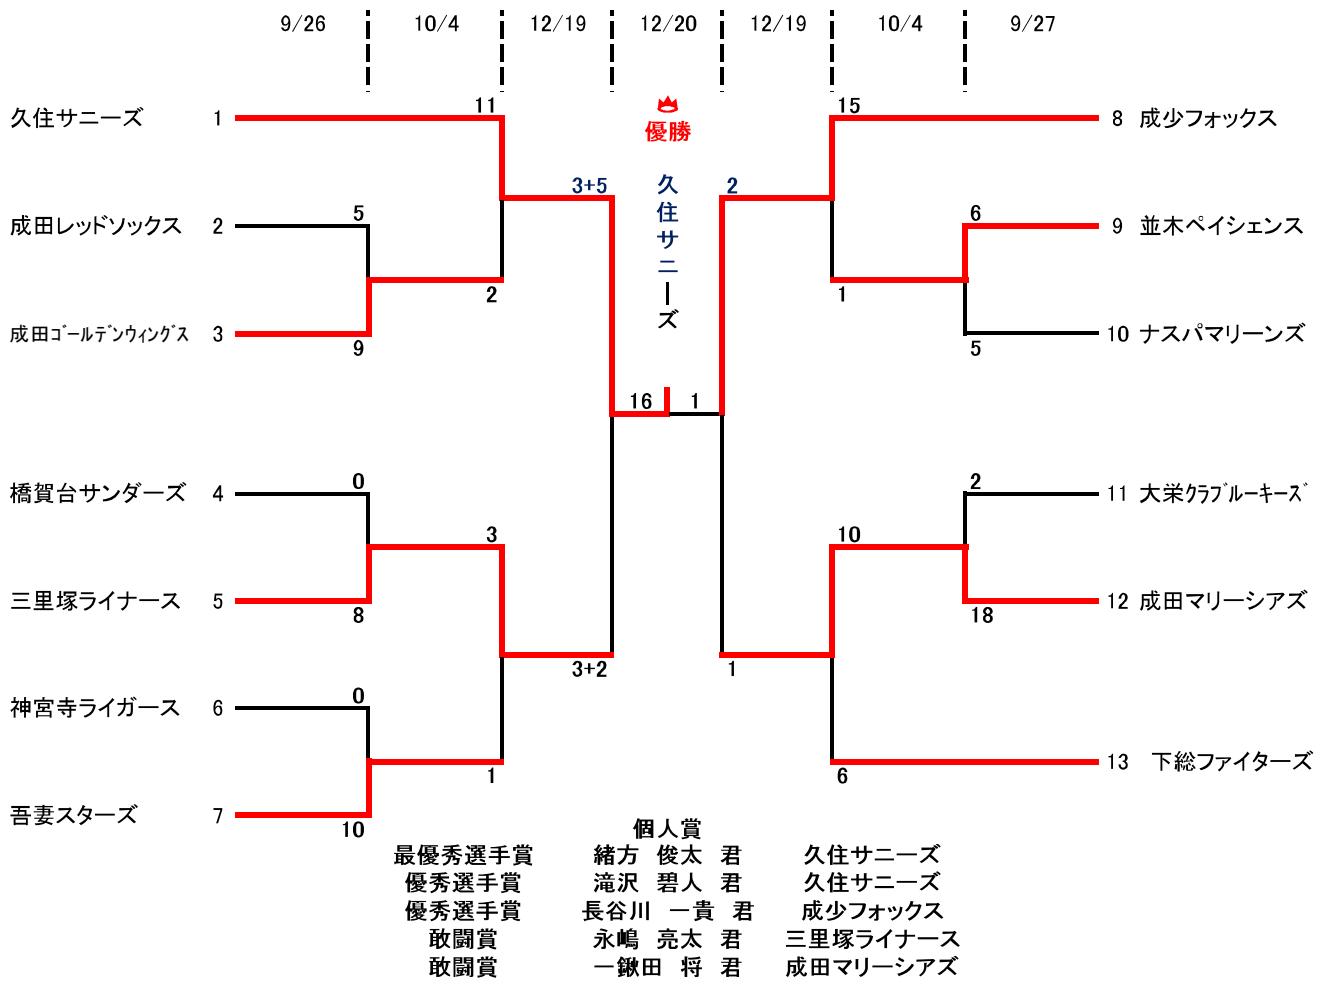 9/26 10/4 12/19 12/20 12/19 10/4 9/27
11 15
久住サニーズ 1 優勝 8 成少フォックス
3+5 久住サニーズ 2
5 6
成田レッドソックス 2 9 並木ペイシェンス
2 1
成田ゴールデンウィングス 3 10 ナスパマリーンズ
9 5
16 1
0 2
橋賀台サンダーズ 4 11 大栄クラブルーキーズ
3 10
三里塚ライナース 5 12 成田マリーシアズ
8 18
3+2 1
0
神宮寺ライガース 6
1 6
13 下総ファイターズ
吾妻スターズ 7
10
個人賞
最優秀選手賞 緒方 俊太 君 久住サニーズ
優秀選手賞 滝沢 碧人 君 久住サニーズ
優秀選手賞 長谷川 一貴 君 成少フォックス
敢闘賞 永嶋 亮太 君 三里塚ライナース
敢闘賞 一鍬田 将 君 成田マリーシアズ